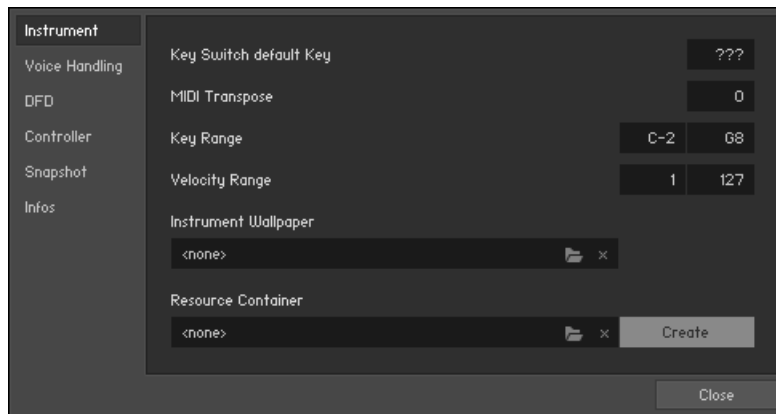 Instrument
Voice Handling
DFD
Controller
Snapshot
Infos
Key Switch default Key ???
MIDI Transpose 0
Key Range C-2 G8
Velocity Range 1 127
Instrument Wallpaper
<none> ×
Resource Container
<none> × Create
Close